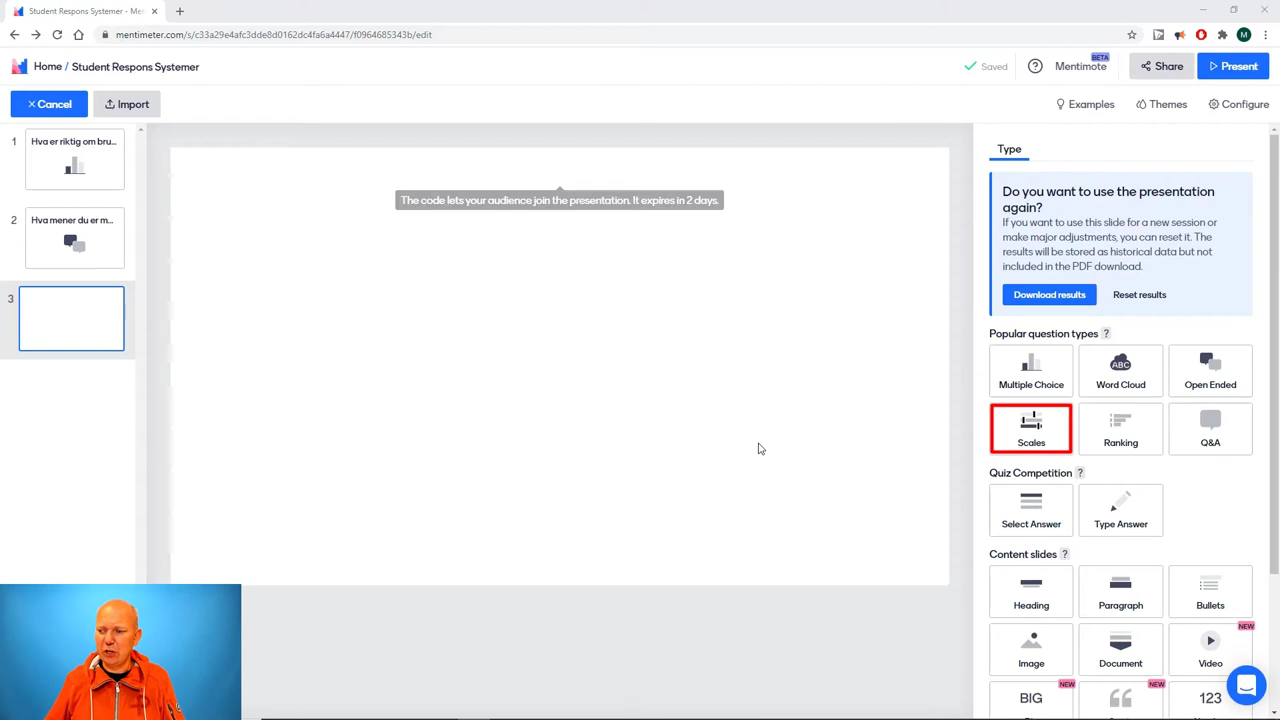 Student Respons Systemer - Men
mentimeter.com/s/c33a29e4afc3dde8d0162dc4fa6a4447/f0964685343b/edit
M
Home / Student Respons Systemer
Saved
Mentimote
BETA
Share
Present
Cancel
Import
Examples
Themes
Configure
1
Hva er riktig om bru...
2
Hva mener du er m...
3
The code lets your audience join the presentation. It expires in 2 days.
Type
Do you want to use the presentation
again?
If you want to use this slide for a new session or
make major adjustments, you can reset it. The
results will be stored as historical data but not
included in the PDF download.
Download results
Reset results
Popular question types ?
Multiple Choice
ABC
Word Cloud
Open Ended
Scales
Ranking
Q&A
Quiz Competition ?
Select Answer
Type Answer
Content slides ?
Heading
Paragraph
Bullets
NEW
Image
Document
Video
NEW
BIG
NEW
123